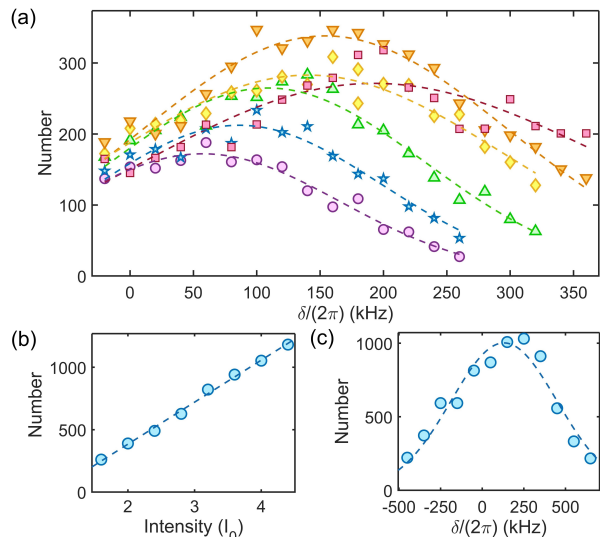 (a)
300
200
100
0
Number
0 50 100 150 200 250 300 350
δ/(2π) (kHz)
(b)
1000
500
0
Number
2 3 4
Intensity (I0)
(c)
1000
500
0
Number
-500 -250 0 250 500
δ/(2π) (kHz)